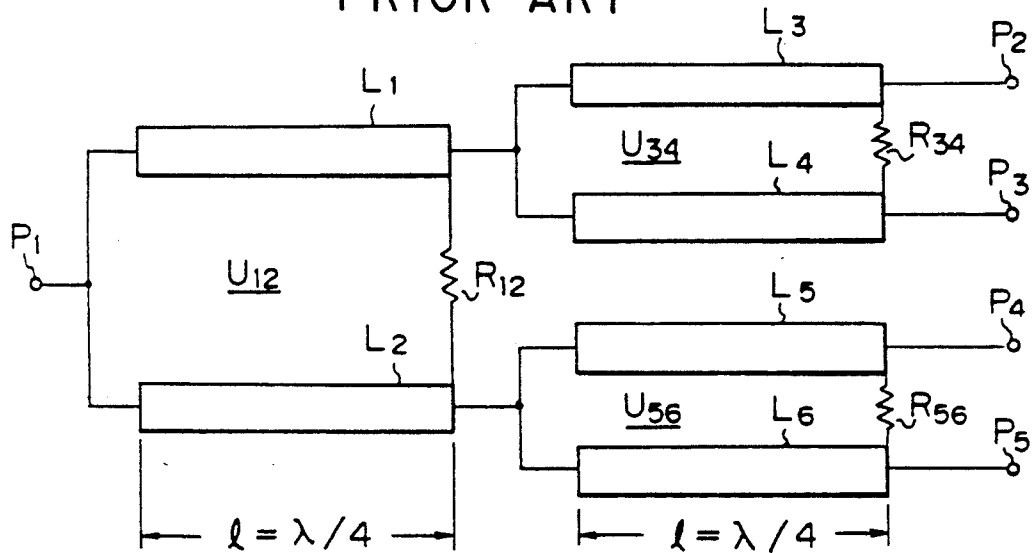 PRIOR ART
L3
P2
L1
U34
R34
L4
P3
P1
U12
R12
L5
P4
L2
U56
L6
R56
P5
ℓ = λ/4
ℓ = λ/4